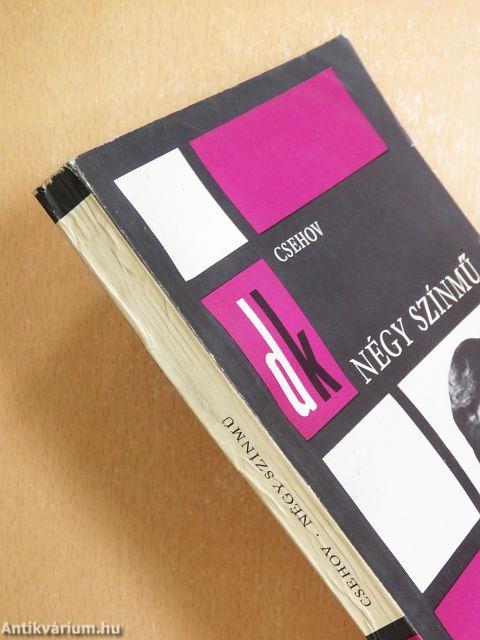 CSEHOV
dk
NÉGY SZÍNMŰ
CSEHOV · NÉGY SZÍNMŰ
Antikvárium.hu